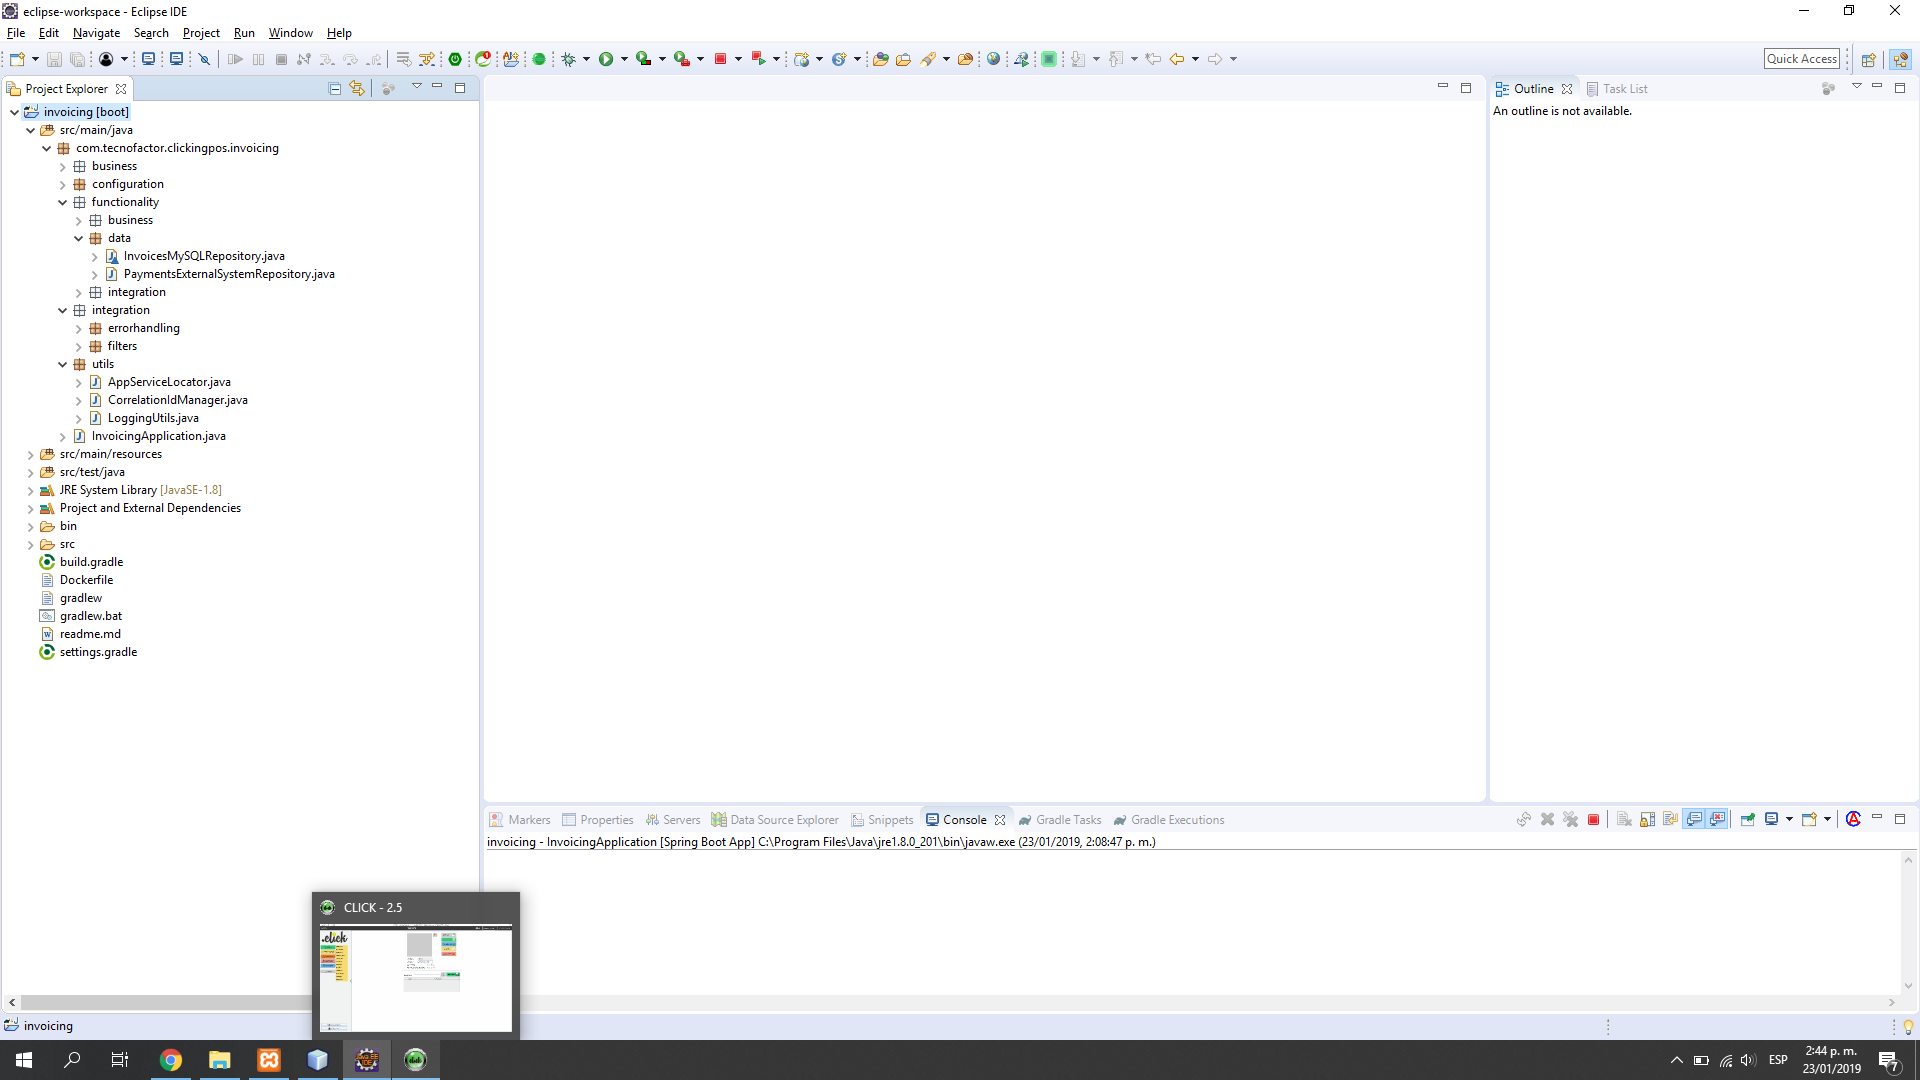 eclipse-workspace - Eclipse IDE
File Edit Navigate Search Project Run Window Help
Quick Access
Project Explorer
Outline
Task List
An outline is not available.
invoicing [boot]
src/main/java
com.tecnofactor.clickingpos.invoicing
business
configuration
functionality
business
data
InvoicesMySQLRepository.java
PaymentsExternalSystemRepository.java
integration
integration
errorhandling
filters
utils
AppServiceLocator.java
CorrelationIdManager.java
LoggingUtils.java
InvoicingApplication.java
src/main/resources
src/test/java
JRE System Library [JavaSE-1.8]
Project and External Dependencies
bin
src
build.gradle
Dockerfile
gradlew
gradlew.bat
readme.md
settings.gradle
Markers Properties Servers Data Source Explorer Snippets Console Gradle Tasks Gradle Executions
invoicing - InvoicingApplication [Spring Boot App] C:\Program Files\Java\jre1.8.0_201\bin\javaw.exe (23/01/2019, 2:08:47 p. m.)
CLICK - 2.5
.click
invoicing
ESP
2:44 p. m.
23/01/2019
7